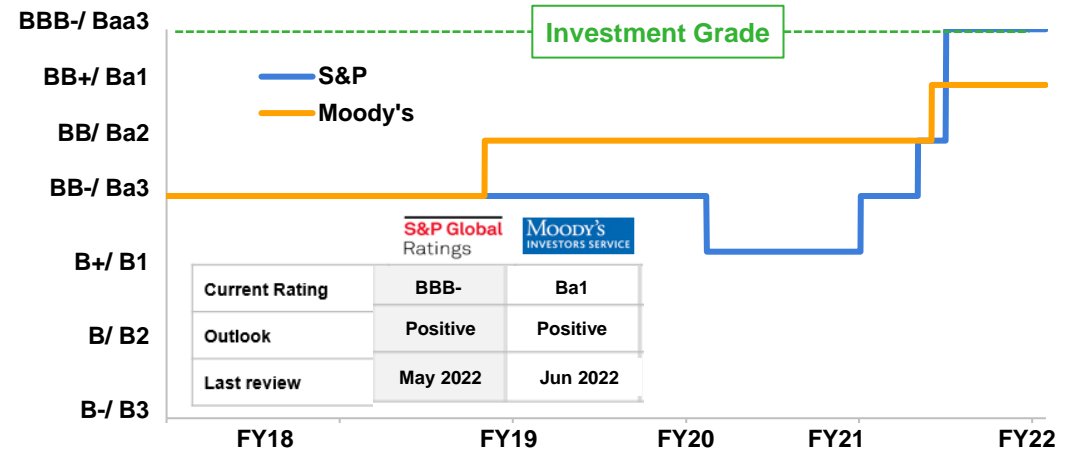 BBB-/ Baa3
Investment Grade
BB+/ Ba1
S&P
Moody's
BB/ Ba2
BB-/ Ba3
S&P Global
Ratings
MOODY'S
INVESTORS SERVICE
B+/ B1
Current Rating BBB- Ba1
Outlook Positive Positive
B/ B2
Last review May 2022 Jun 2022
B-/ B3
FY18 FY19 FY20 FY21 FY22